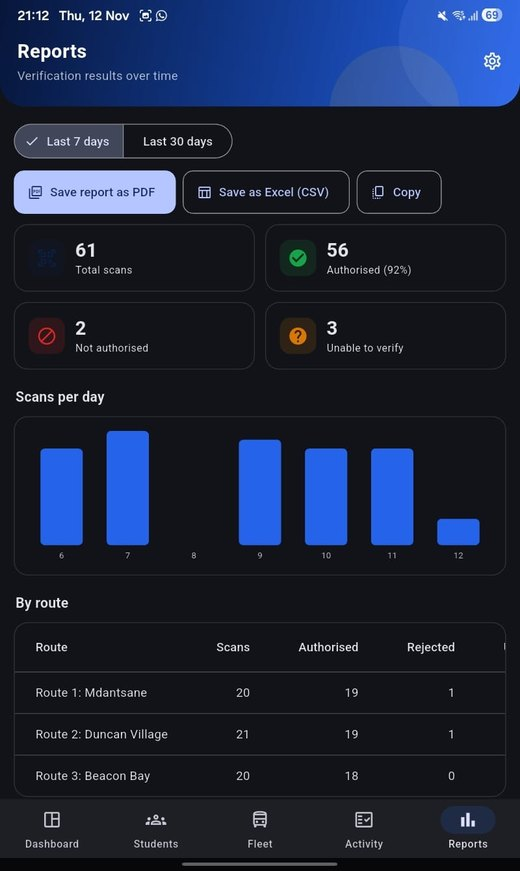 21:12 Thu, 12 Nov 69
Reports
Verification results over time
Last 7 days Last 30 days
Save report as PDF Save as Excel (CSV) Copy
61 56
Total scans Authorised (92%)
2 3
Not authorised Unable to verify
Scans per day
6 7 8 9 10 11 12
By route
Route Scans Authorised Rejected
Route 1: Mdantsane 20 19 1
Route 2: Duncan Village 21 19 1
Route 3: Beacon Bay 20 18 0
Dashboard Students Fleet Activity Reports